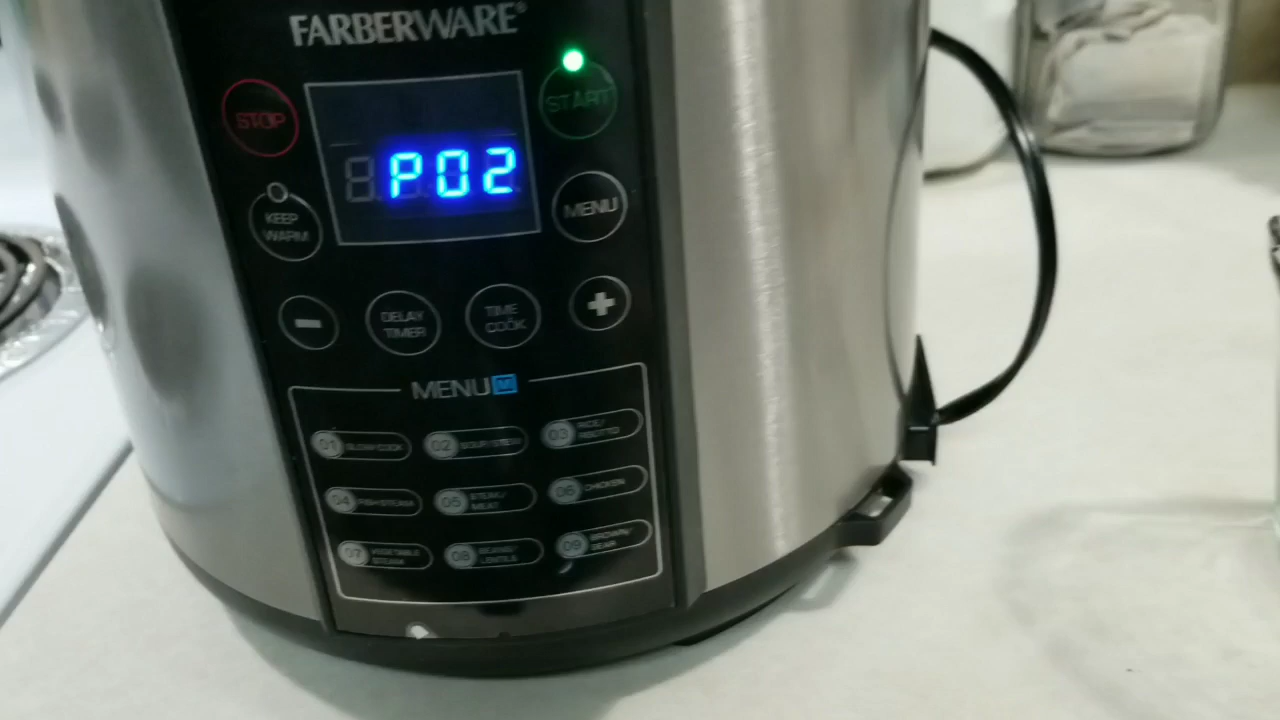 FARBERWARE®
STOP
START
P02
KEEP
WARM
MENU
DELAY
TIMER
TIME
COOK
MENU M
01 SLOW COOK
02 SOUP/STEW
03 RICE/
RISOTTO
04 FISH/STEAM
05 STEAK/
MEAT
06 CHICKEN
07 VEGETABLE
STEAM
08 BEANS/
LENTILS
09 BROWN/
SEAR